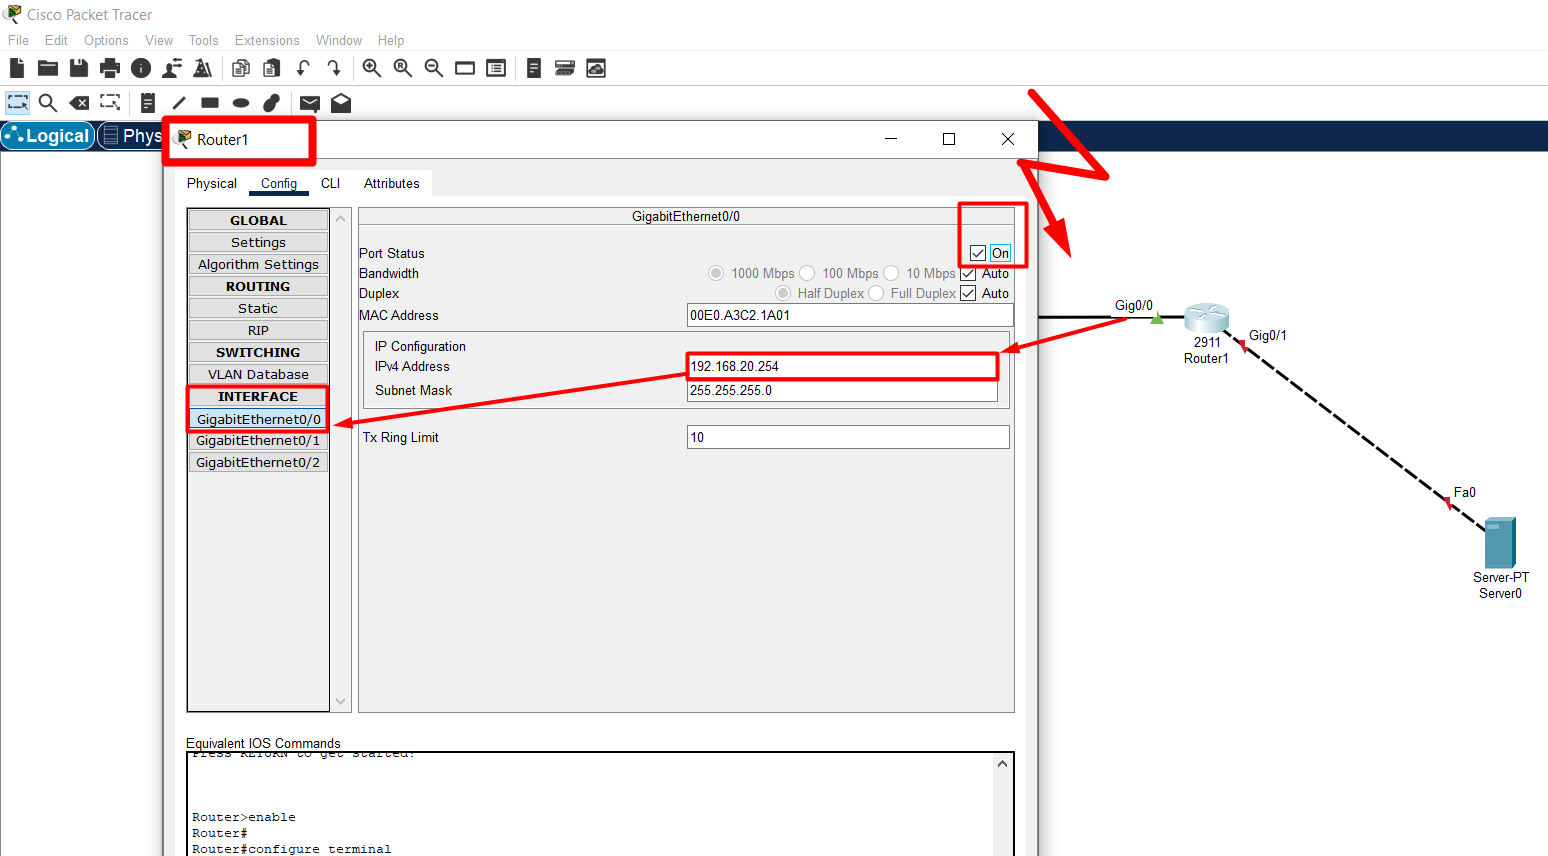 Cisco Packet Tracer
File Edit Options View Tools Extensions Window Help
Logical Phys
Router1
Physical Config CLI Attributes
GLOBAL
Settings
Algorithm Settings
ROUTING
Static
RIP
SWITCHING
VLAN Database
INTERFACE
GigabitEthernet0/0
GigabitEthernet0/1
GigabitEthernet0/2
GigabitEthernet0/0
Port Status On
Bandwidth 1000 Mbps 100 Mbps 10 Mbps Auto
Duplex Half Duplex Full Duplex Auto
MAC Address 00E0.A3C2.1A01
IP Configuration
IPv4 Address 192.168.20.254
Subnet Mask 255.255.255.0
Tx Ring Limit 10
Equivalent IOS Commands
Press RETURN to get started!
Router>enable
Router#
Router#configure terminal
Gig0/0
2911
Router1
Gig0/1
Fa0
Server-PT
Server0